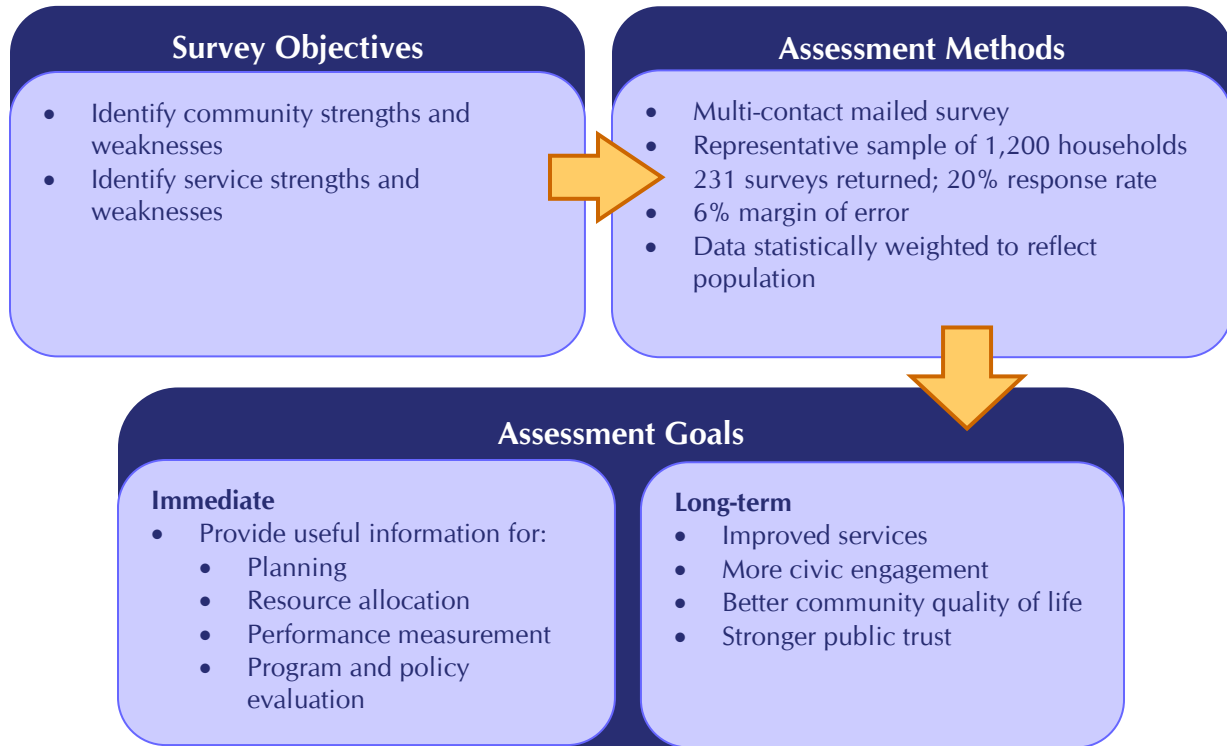 Survey Objectives
• Identify community strengths and
weaknesses
• Identify service strengths and
weaknesses
Assessment Methods
• Multi-contact mailed survey
• Representative sample of 1,200 households
231 surveys returned; 20% response rate
• 6% margin of error
• Data statistically weighted to reflect
population
Assessment Goals
Immediate
• Provide useful information for:
• Planning
• Resource allocation
• Performance measurement
• Program and policy
evaluation
Long-term
• Improved services
• More civic engagement
• Better community quality of life
• Stronger public trust